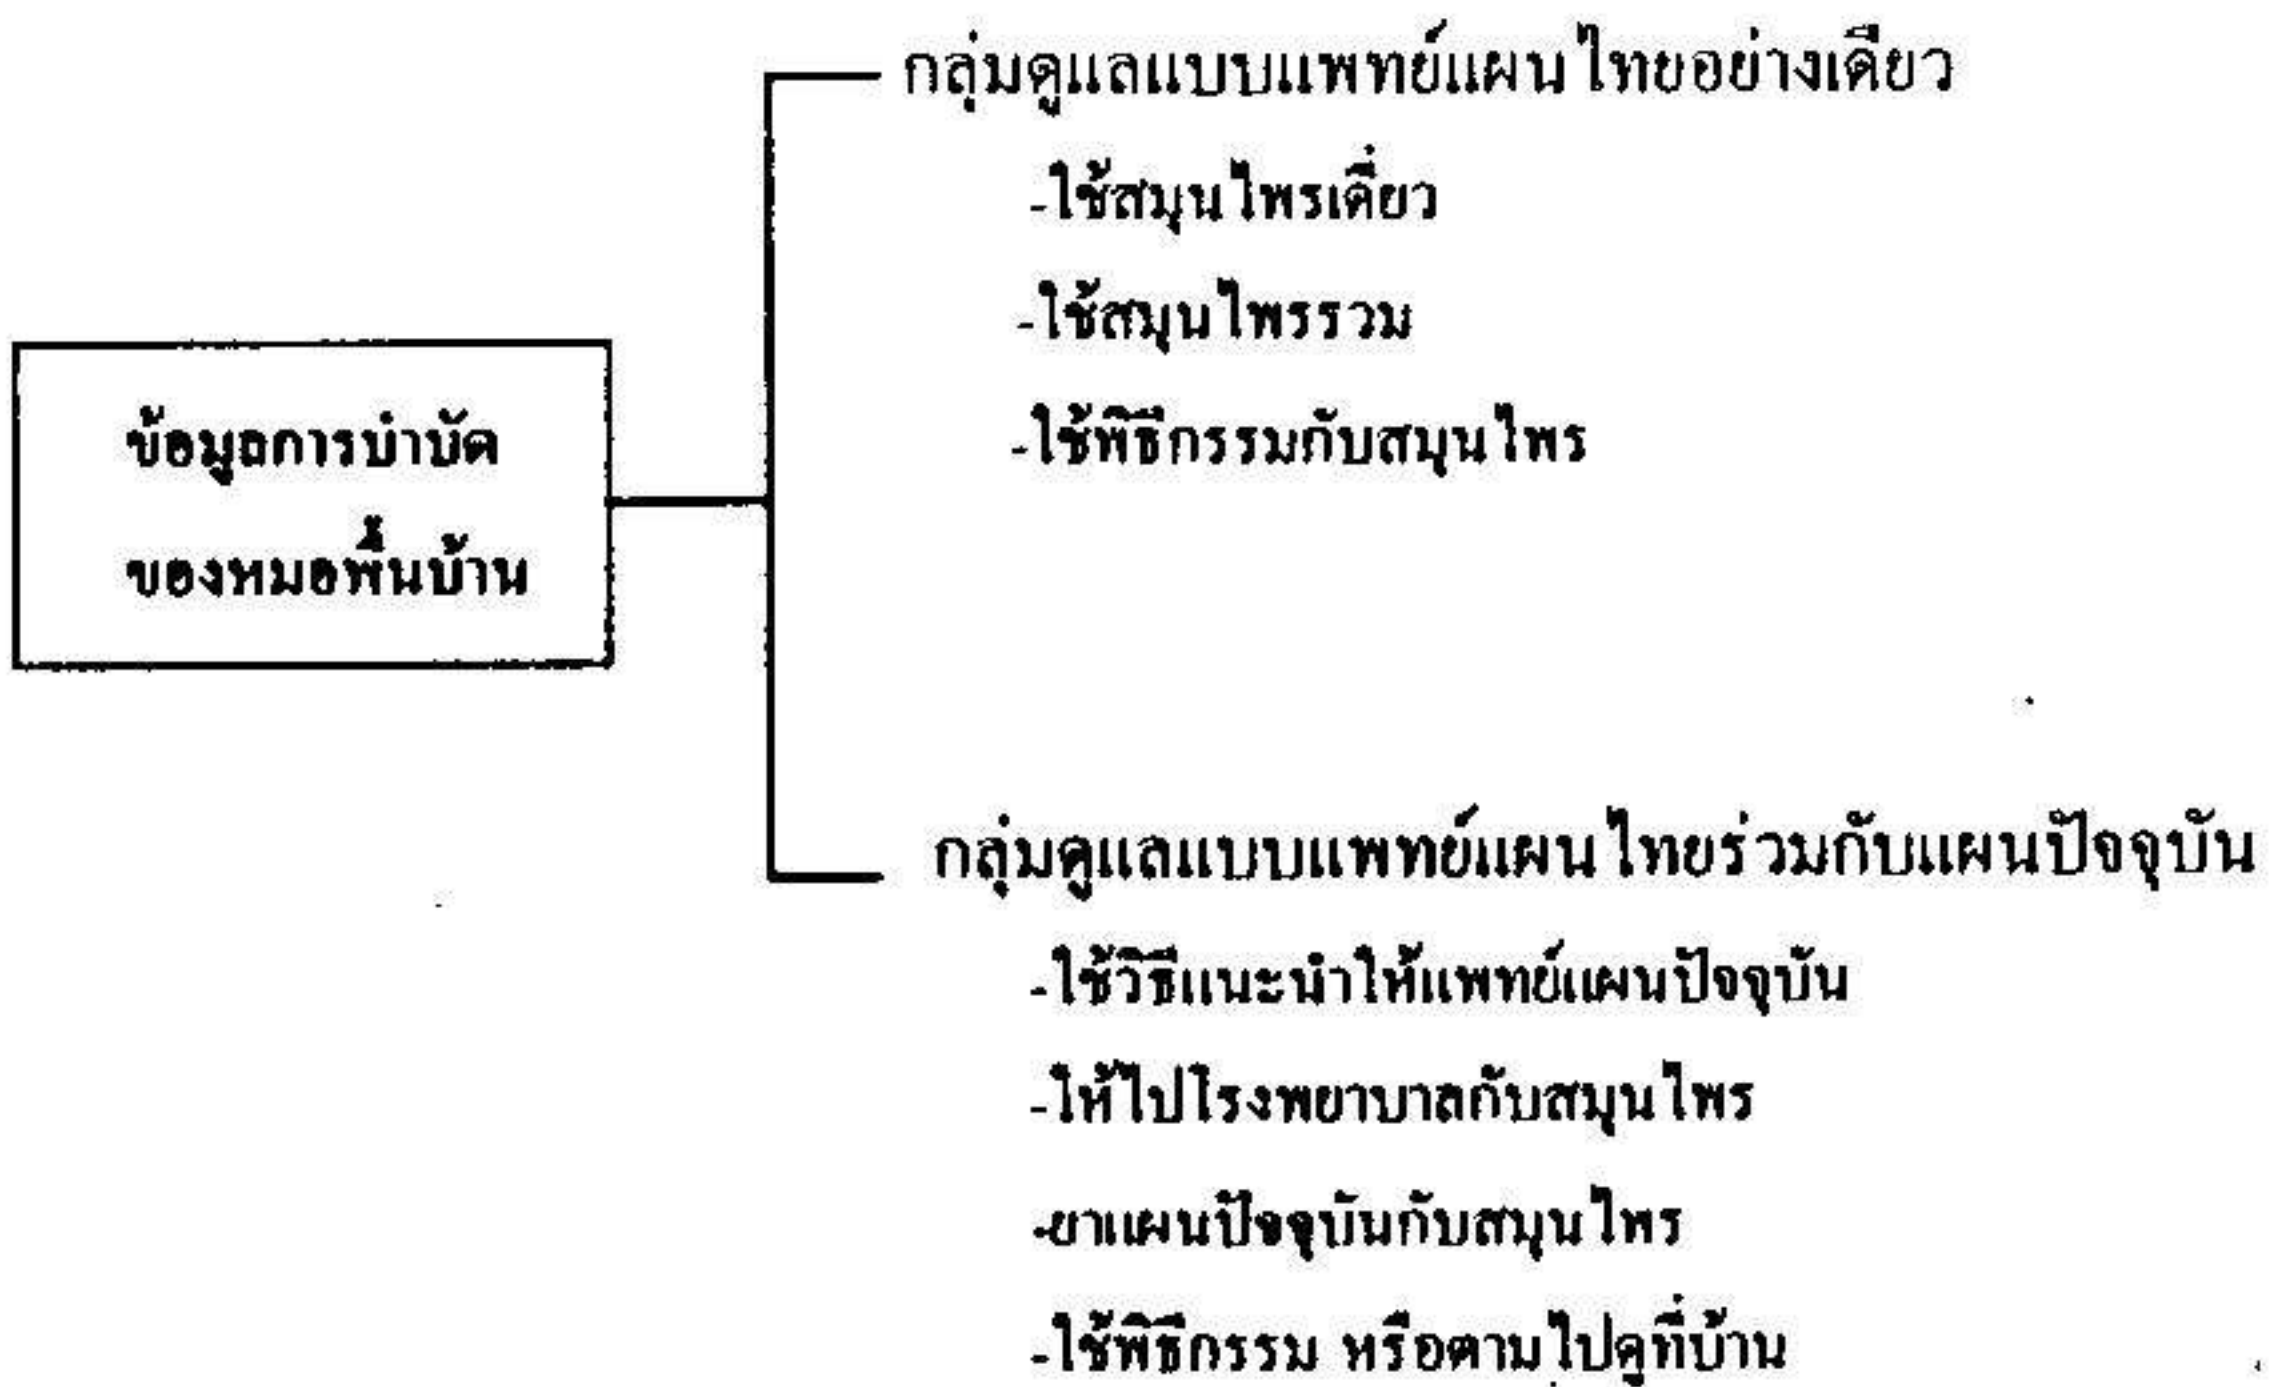 กลุ่มดูแลแบบแพทย์แผนไทยอย่างเดียว
-ใช้สมุนไพรเดี่ยว
-ใช้สมุนไพรรวม
-ใช้พิธีกรรมกับสมุนไพร
ข้อมูลการบำบัด
ของหมอพื้นบ้าน
กลุ่มดูแลแบบแพทย์แผนไทยร่วมกับแผนปัจจุบัน
-ใช้วิธีแนะนำให้แพทย์แผนปัจจุบัน
-ให้ไปโรงพยาบาลกับสมุนไพร
-ยาแผนปัจจุบันกับสมุนไพร
-ใช้พิธีกรรม หรือตามไปดูที่บ้าน